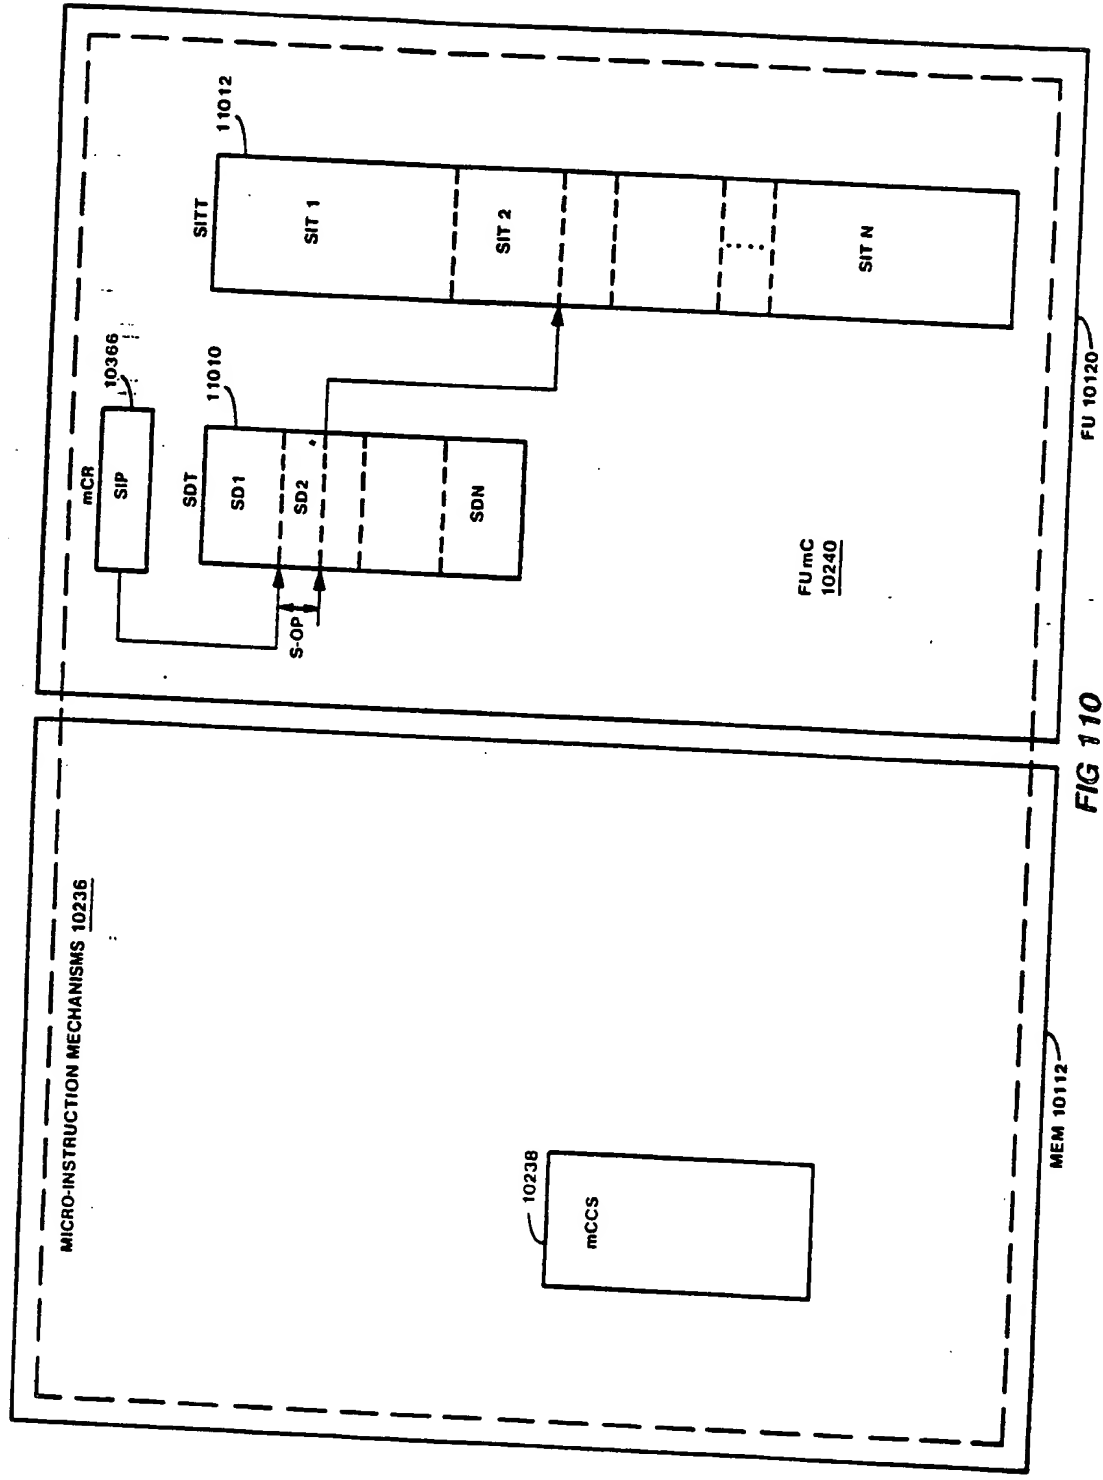 MICRO-INSTRUCTION MECHANISMS 10236
10238
mCCS
MEM 10112
mCR
10366
SIP
SDT
11010
SD1
SD2
SDN
S-OP
SITT
11012
SIT 1
SIT 2
SIT N
FUmC
10240
FU 10120
FIG 110